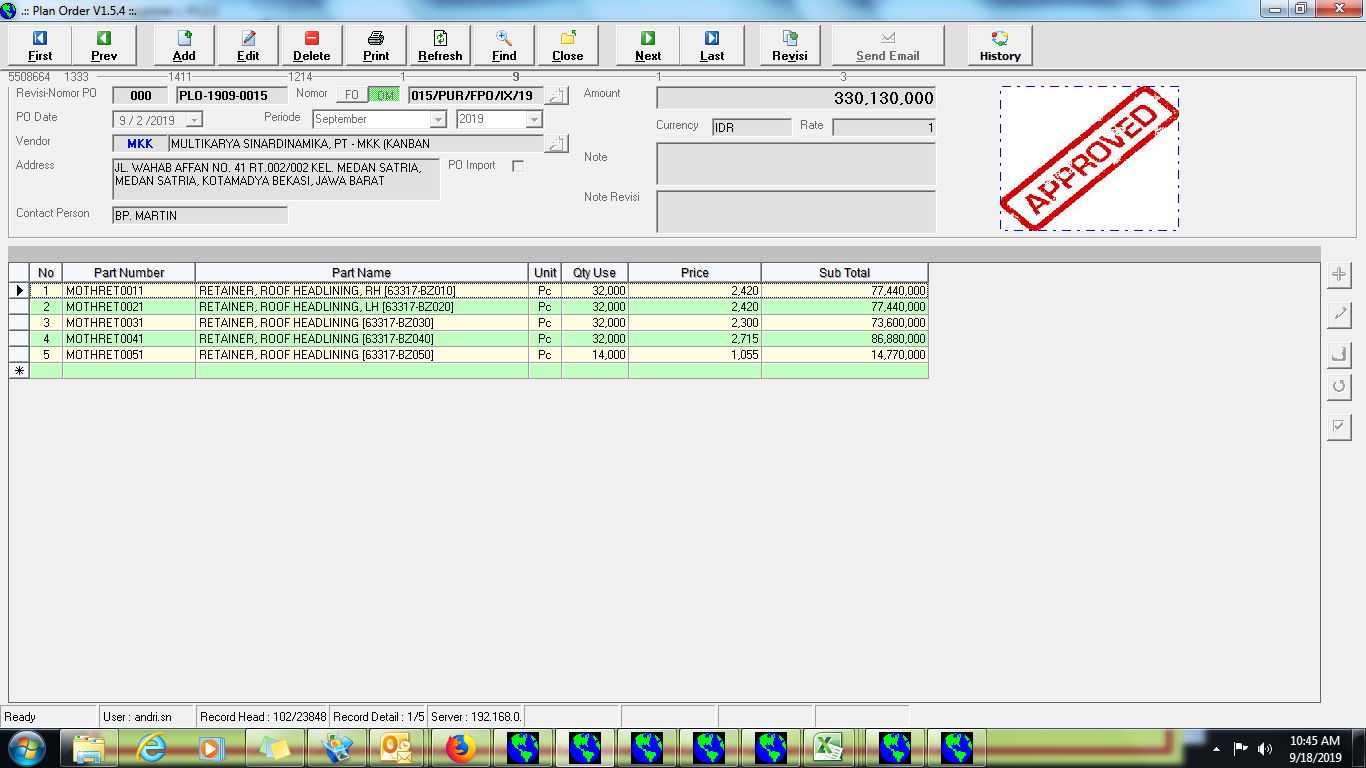 .:: Plan Order V1.5.4 ::.
First Prev Add Edit Delete Print Refresh Find Close Next Last Revisi Send Email History
5508664 1333 1411 1214 1 9 1 3
Revisi-Nomor PO 000 PLO-1909-0015 Nomor FO DM 015/PUR/FPO/IX/19 Amount 330,130,000
PO Date 9 / 2 /2019 Periode September 2019 Currency IDR Rate 1
Vendor MKK MULTIKARYA SINARDINAMIKA, PT - MKK (KANBAN
Note
Address JL. WAHAB AFFAN NO. 41 RT.002/002 KEL. MEDAN SATRIA,
MEDAN SATRIA, KOTAMADYA BEKASI, JAWA BARAT
PO Import
Note Revisi
Contact Person BP. MARTIN
APPROVED
No Part Number Part Name Unit Qty Use Price Sub Total
1 MOTHRET0011 RETAINER, ROOF HEADLINING, RH [63317-BZ010] Pc 32,000 2,420 77,440,000
2 MOTHRET0021 RETAINER, ROOF HEADLINING, LH [63317-BZ020] Pc 32,000 2,420 77,440,000
3 MOTHRET0031 RETAINER, ROOF HEADLINING [63317-BZ030] Pc 32,000 2,300 73,600,000
4 MOTHRET0041 RETAINER, ROOF HEADLINING [63317-BZ040] Pc 32,000 2,715 86,880,000
5 MOTHRET0051 RETAINER, ROOF HEADLINING [63317-BZ050] Pc 14,000 1,055 14,770,000
Ready User : andri.sn Record Head : 102/23848 Record Detail : 1/5 Server : 192.168.0.
10:45 AM
9/18/2019